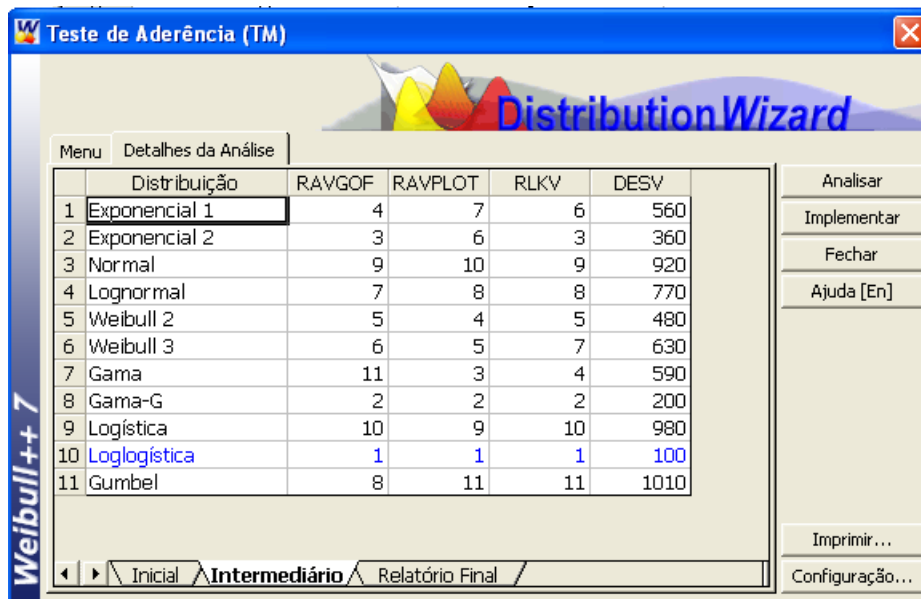 Teste de Aderência (TM)
Distribution Wizard
Menu Detalhes da Análise
Distribuição RAVGOF RAVPLOT RLKV DESV
1 Exponencial 1 4 7 6 560
2 Exponencial 2 3 6 3 360
3 Normal 9 10 9 920
4 Lognormal 7 8 8 770
5 Weibull 2 5 4 5 480
6 Weibull 3 6 5 7 630
7 Gama 11 3 4 590
8 Gama-G 2 2 2 200
9 Logística 10 9 10 980
10 Loglogística 1 1 1 100
11 Gumbel 8 11 11 1010
Inicial Intermediário Relatório Final
Analisar
Implementar
Fechar
Ajuda [En]
Imprimir...
Configuração...
Weibull++ 7